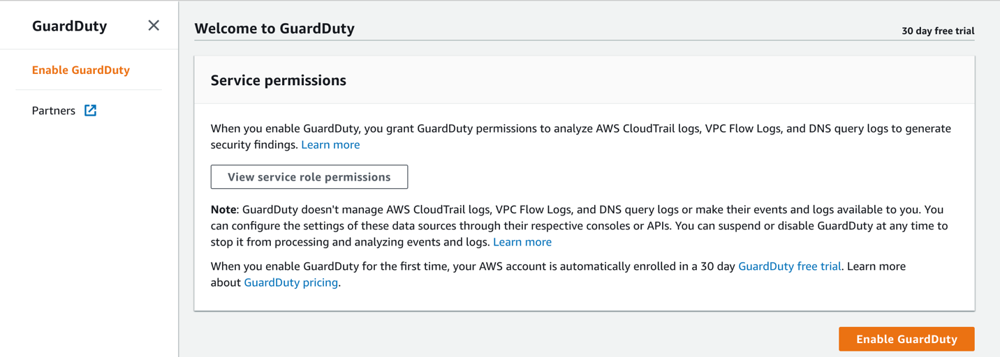 GuardDuty
Enable GuardDuty
Partners
Welcome to GuardDuty
30 day free trial
Service permissions
When you enable GuardDuty, you grant GuardDuty permissions to analyze AWS CloudTrail logs, VPC Flow Logs, and DNS query logs to generate
security findings. Learn more
View service role permissions
Note: GuardDuty doesn't manage AWS CloudTrail logs, VPC Flow Logs, and DNS query logs or make their events and logs available to you. You
can configure the settings of these data sources through their respective consoles or APIs. You can suspend or disable GuardDuty at any time to
stop it from processing and analyzing events and logs. Learn more
When you enable GuardDuty for the first time, your AWS account is automatically enrolled in a 30 day GuardDuty free trial. Learn more
about GuardDuty pricing.
Enable GuardDuty